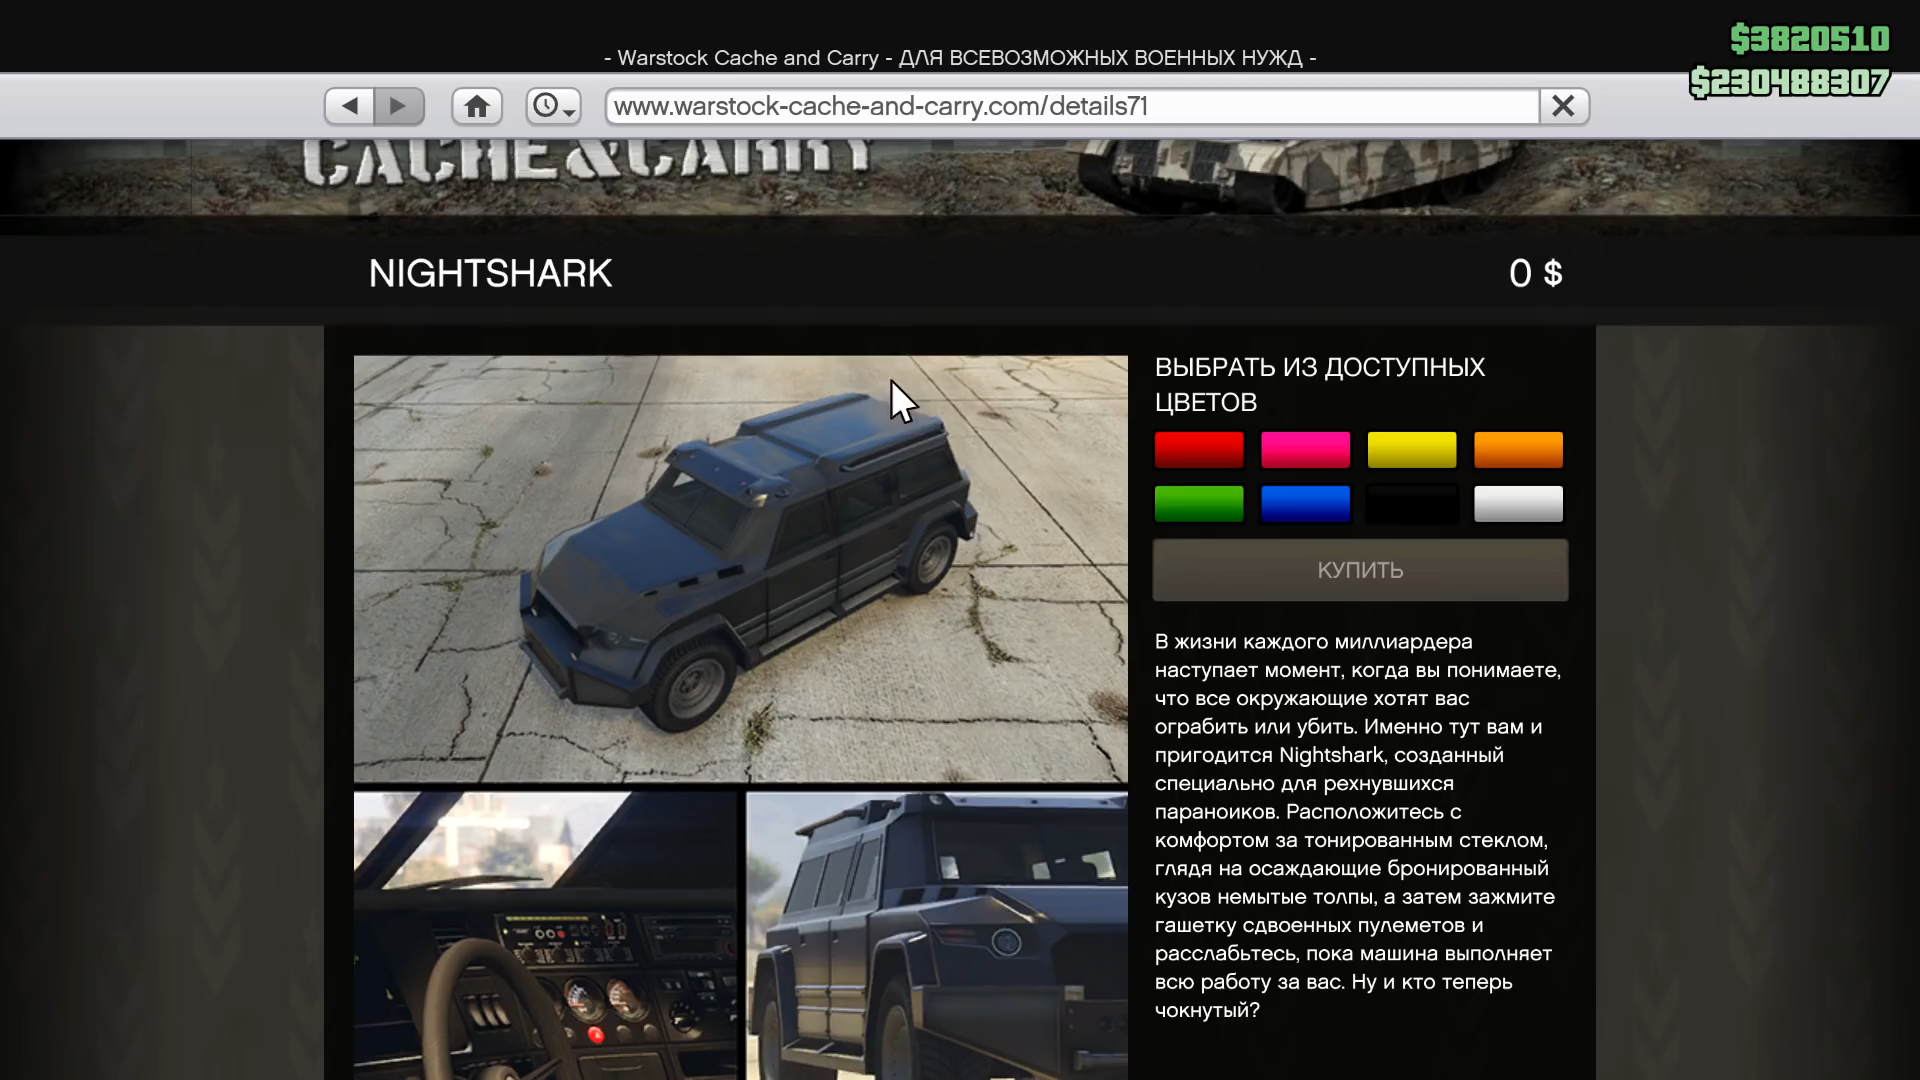 $3820510
- Warstock Cache and Carry - ДЛЯ ВСЕВОЗМОЖНЫХ ВОЕННЫХ НУЖД -
$230488307
www.warstock-cache-and-carry.com/details71
CACHE&CARRY
NIGHTSHARK
0 $
ВЫБРАТЬ ИЗ ДОСТУПНЫХ
ЦВЕТОВ
КУПИТЬ
В жизни каждого миллиардера
наступает момент, когда вы понимаете,
что все окружающие хотят вас
ограбить или убить. Именно тут вам и
пригодится Nightshark, созданный
специально для рехнувшихся
параноиков. Расположитесь с
комфортом за тонированным стеклом,
глядя на осаждающие бронированный
кузов немытые толпы, а затем зажмите
гашетку сдвоенных пулеметов и
расслабьтесь, пока машина выполняет
всю работу за вас. Ну и кто теперь
чокнутый?